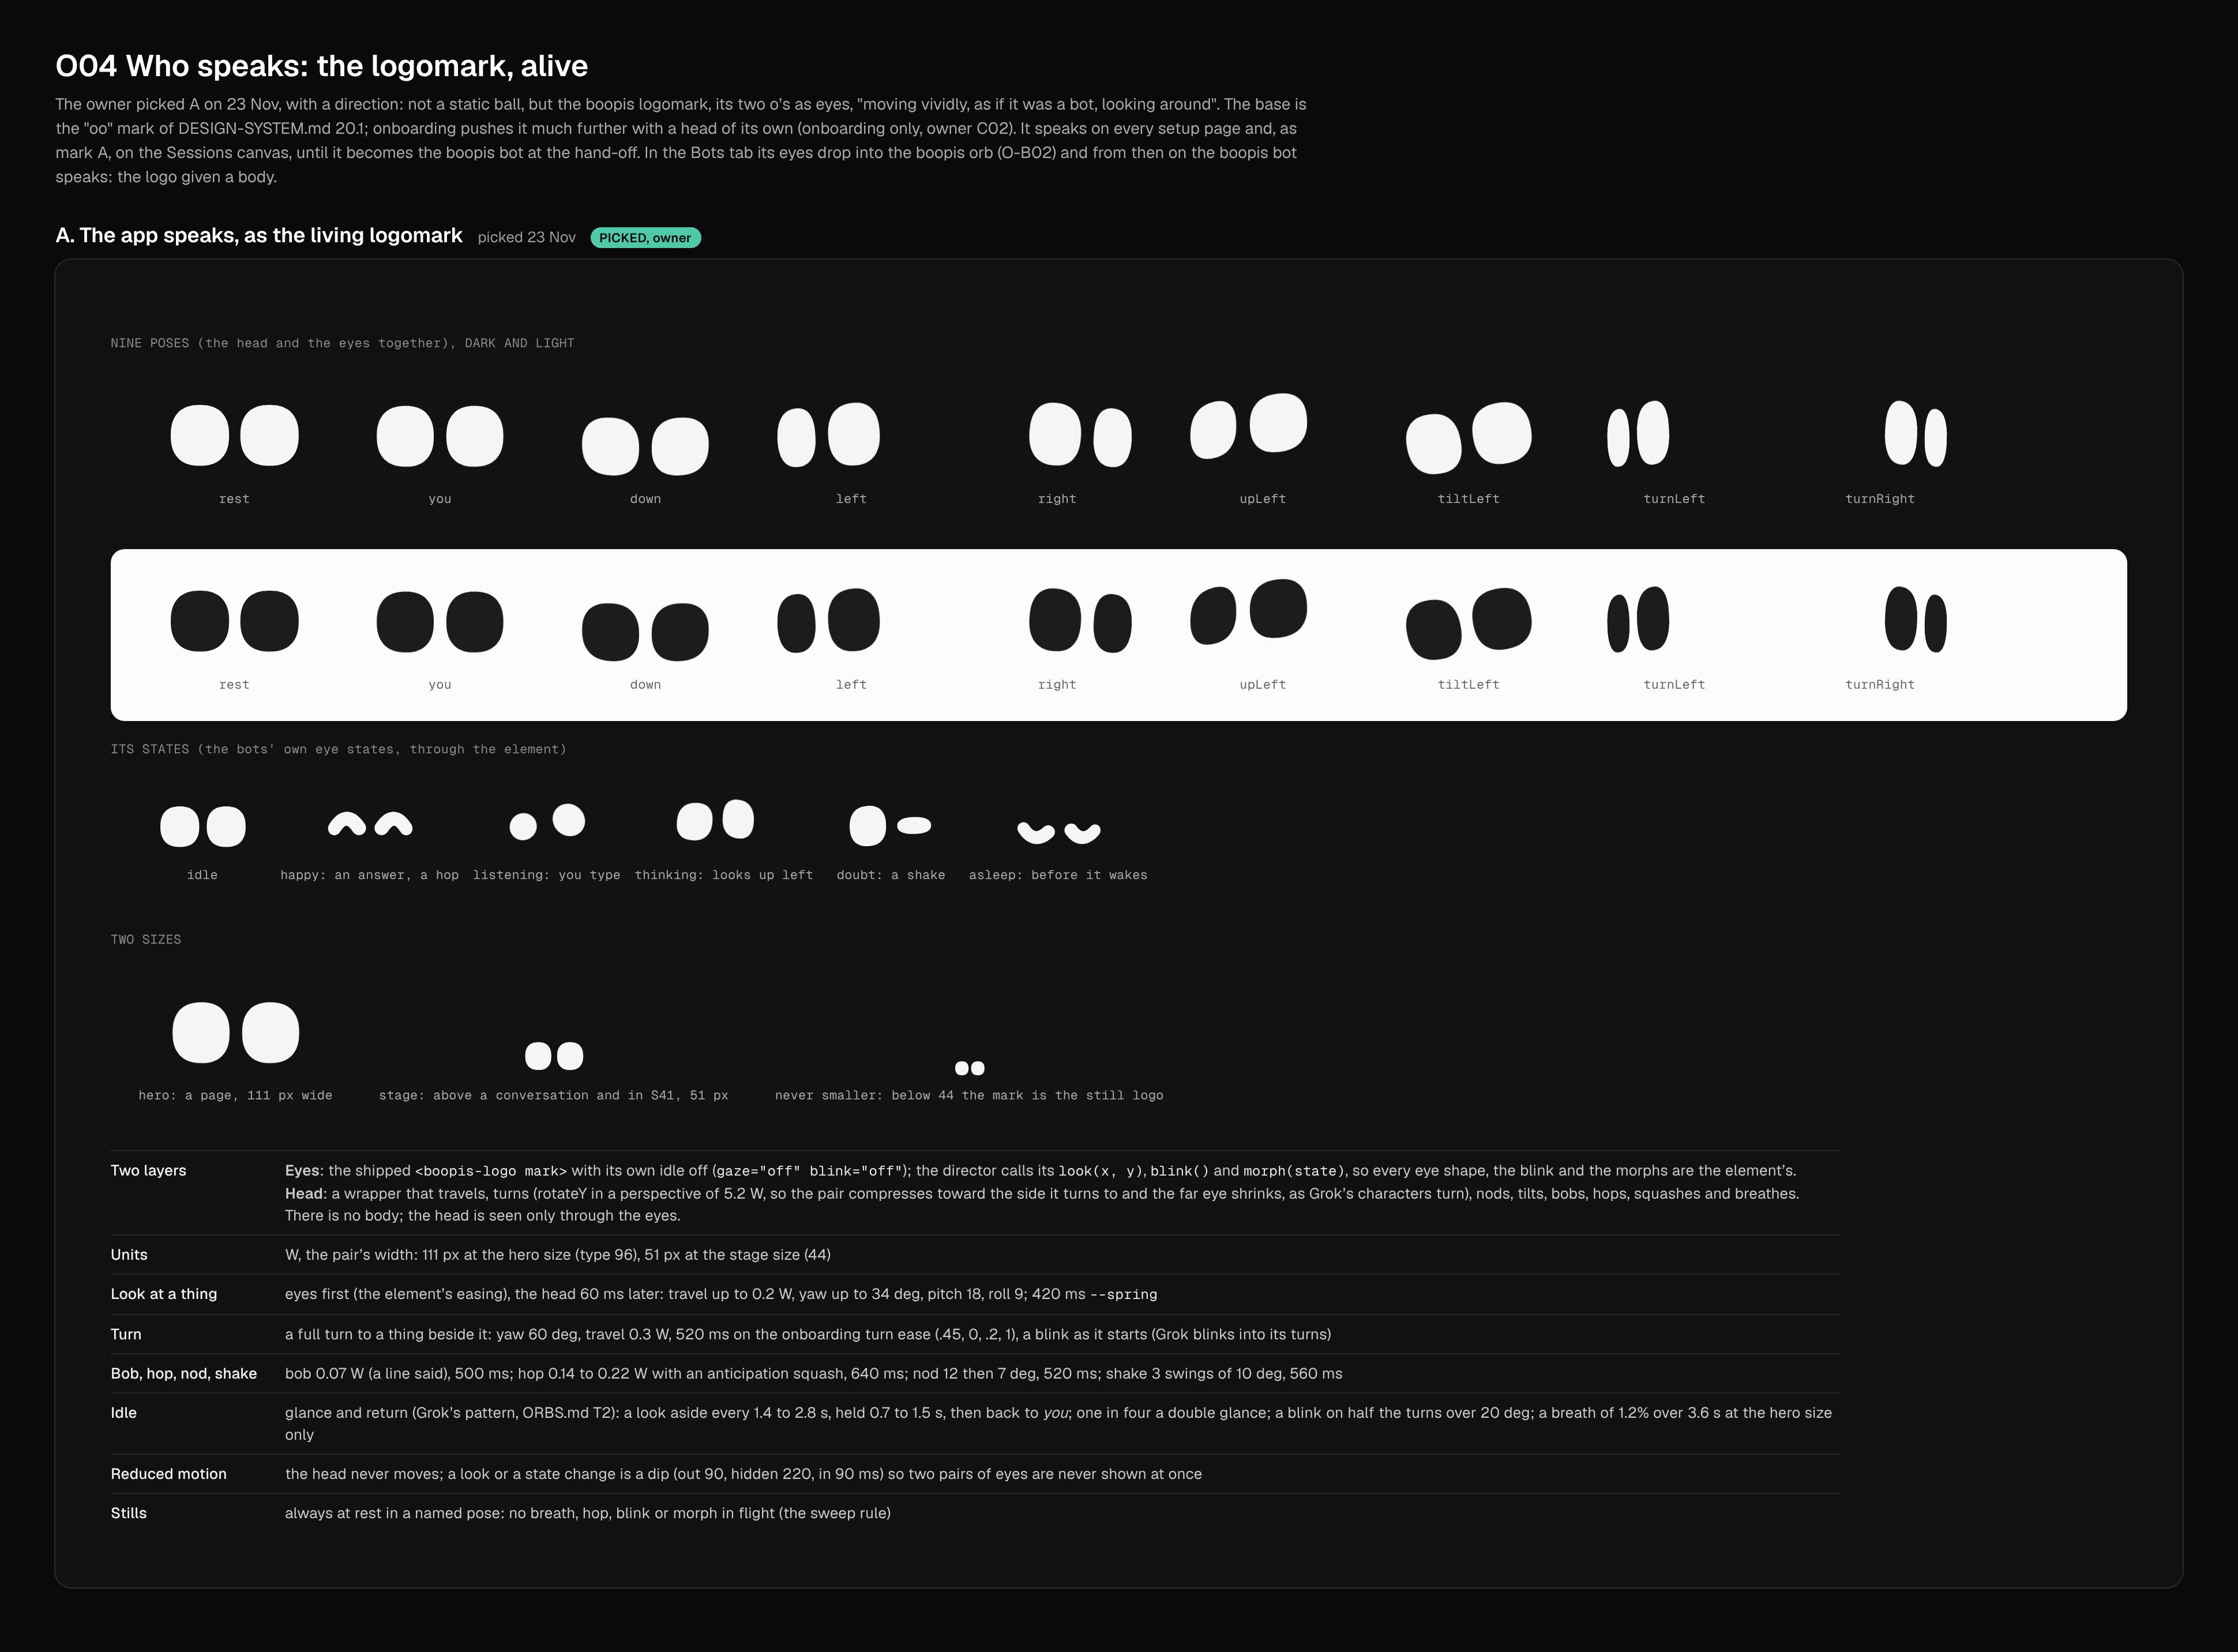 O04 Who speaks: the logomark, alive
The owner picked A on 23 Nov, with a direction: not a static ball, but the boopis logomark, its two o's as eyes, "moving vividly, as if it was a bot, looking around". The base is
the "oo" mark of DESIGN-SYSTEM.md 20.1; onboarding pushes it much further with a head of its own (onboarding only, owner C02). It speaks on every setup page and, as
mark A, on the Sessions canvas, until it becomes the boopis bot at the hand-off. In the Bots tab its eyes drop into the boopis orb (O-B02) and from then on the boopis bot
speaks: the logo given a body.
A. The app speaks, as the living logomark picked 23 Nov PICKED, owner
NINE POSES (the head and the eyes together), DARK AND LIGHT
rest you down left right upLeft tiltLeft turnLeft turnRight
rest you down left right upLeft tiltLeft turnLeft turnRight
ITS STATES (the bots' own eye states, through the element)
idle happy: an answer, a hop listening: you type thinking: looks up left doubt: a shake asleep: before it wakes
TWO SIZES
hero: a page, 111 px wide stage: above a conversation and in S41, 51 px never smaller: below 44 the mark is the still logo
Two layers Eyes: the shipped <boopis-logo mark> with its own idle off (gaze="off" blink="off"); the director calls its look(x, y), blink() and morph(state), so every eye shape, the blink and the morphs are the element's.
Head: a wrapper that travels, turns (rotateY in a perspective of 5.2 W, so the pair compresses toward the side it turns to and the far eye shrinks, as Grok's characters turn), nods, tilts, bobs, hops, squashes and breathes.
There is no body; the head is seen only through the eyes.
Units W, the pair's width: 111 px at the hero size (type 96), 51 px at the stage size (44)
Look at a thing eyes first (the element's easing), the head 60 ms later: travel up to 0.2 W, yaw up to 34 deg, pitch 18, roll 9; 420 ms --spring
Turn a full turn to a thing beside it: yaw 60 deg, travel 0.3 W, 520 ms on the onboarding turn ease (.45, 0, .2, 1), a blink as it starts (Grok blinks into its turns)
Bob, hop, nod, shake bob 0.07 W (a line said), 500 ms; hop 0.14 to 0.22 W with an anticipation squash, 640 ms; nod 12 then 7 deg, 520 ms; shake 3 swings of 10 deg, 560 ms
Idle glance and return (Grok's pattern, ORBS.md T2): a look aside every 1.4 to 2.8 s, held 0.7 to 1.5 s, then back to you; one in four a double glance; a blink on half the turns over 20 deg; a breath of 1.2% over 3.6 s at the hero size
only
Reduced motion the head never moves; a look or a state change is a dip (out 90, hidden 220, in 90 ms) so two pairs of eyes are never shown at once
Stills always at rest in a named pose: no breath, hop, blink or morph in flight (the sweep rule)